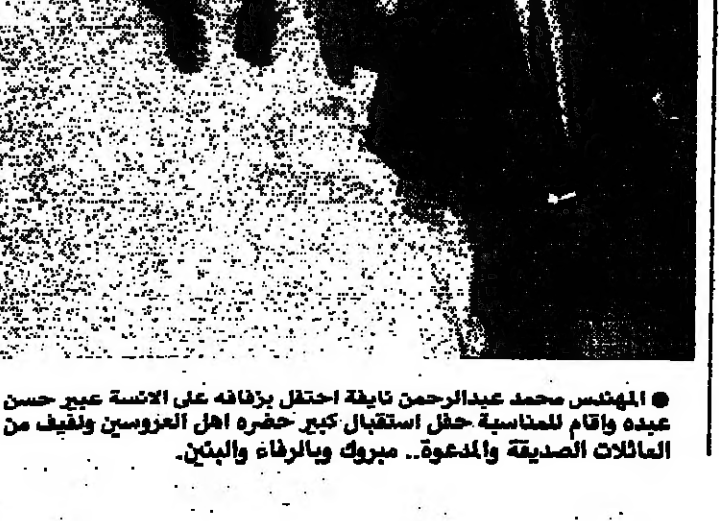 ● المهندس محمد عبدالرحمن نايفة احتفل بزفافه على الانسة عبير حسن
عبده واقام للمناسبة حفل استقبال كبير حضره اهل العروسين ولفيف من
العائلات الصديقة والمدعوة.. مبروك وبالرفاء والبنين.